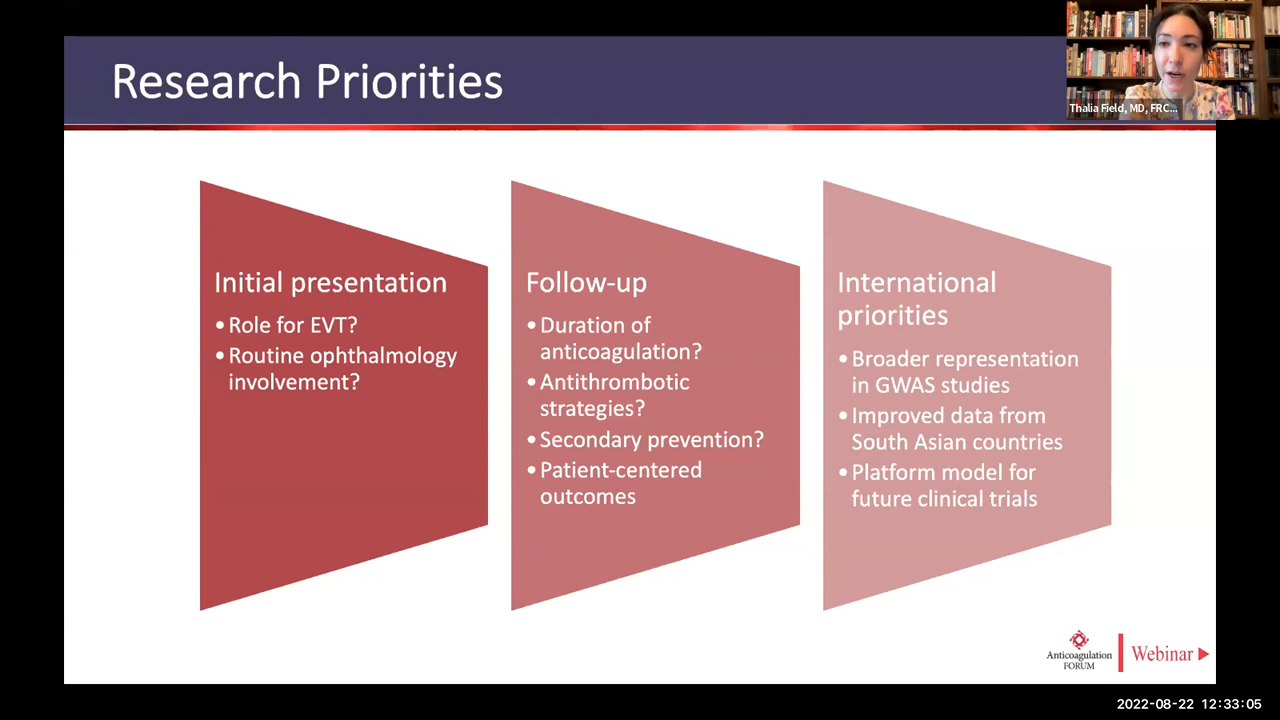 Research Priorities
Thalia Field, MD, FRC...
Initial presentation
•Role for EVT?
•Routine ophthalmology
involvement?
Follow-up
•Duration of
anticoagulation?
•Antithrombotic
strategies?
•Secondary prevention?
•Patient-centered
outcomes
International
priorities
•Broader representation
in GWAS studies
•Improved data from
South Asian countries
•Platform model for
future clinical trials
Anticoagulation
FORUM
Webinar
2022-08-22 12:33:05